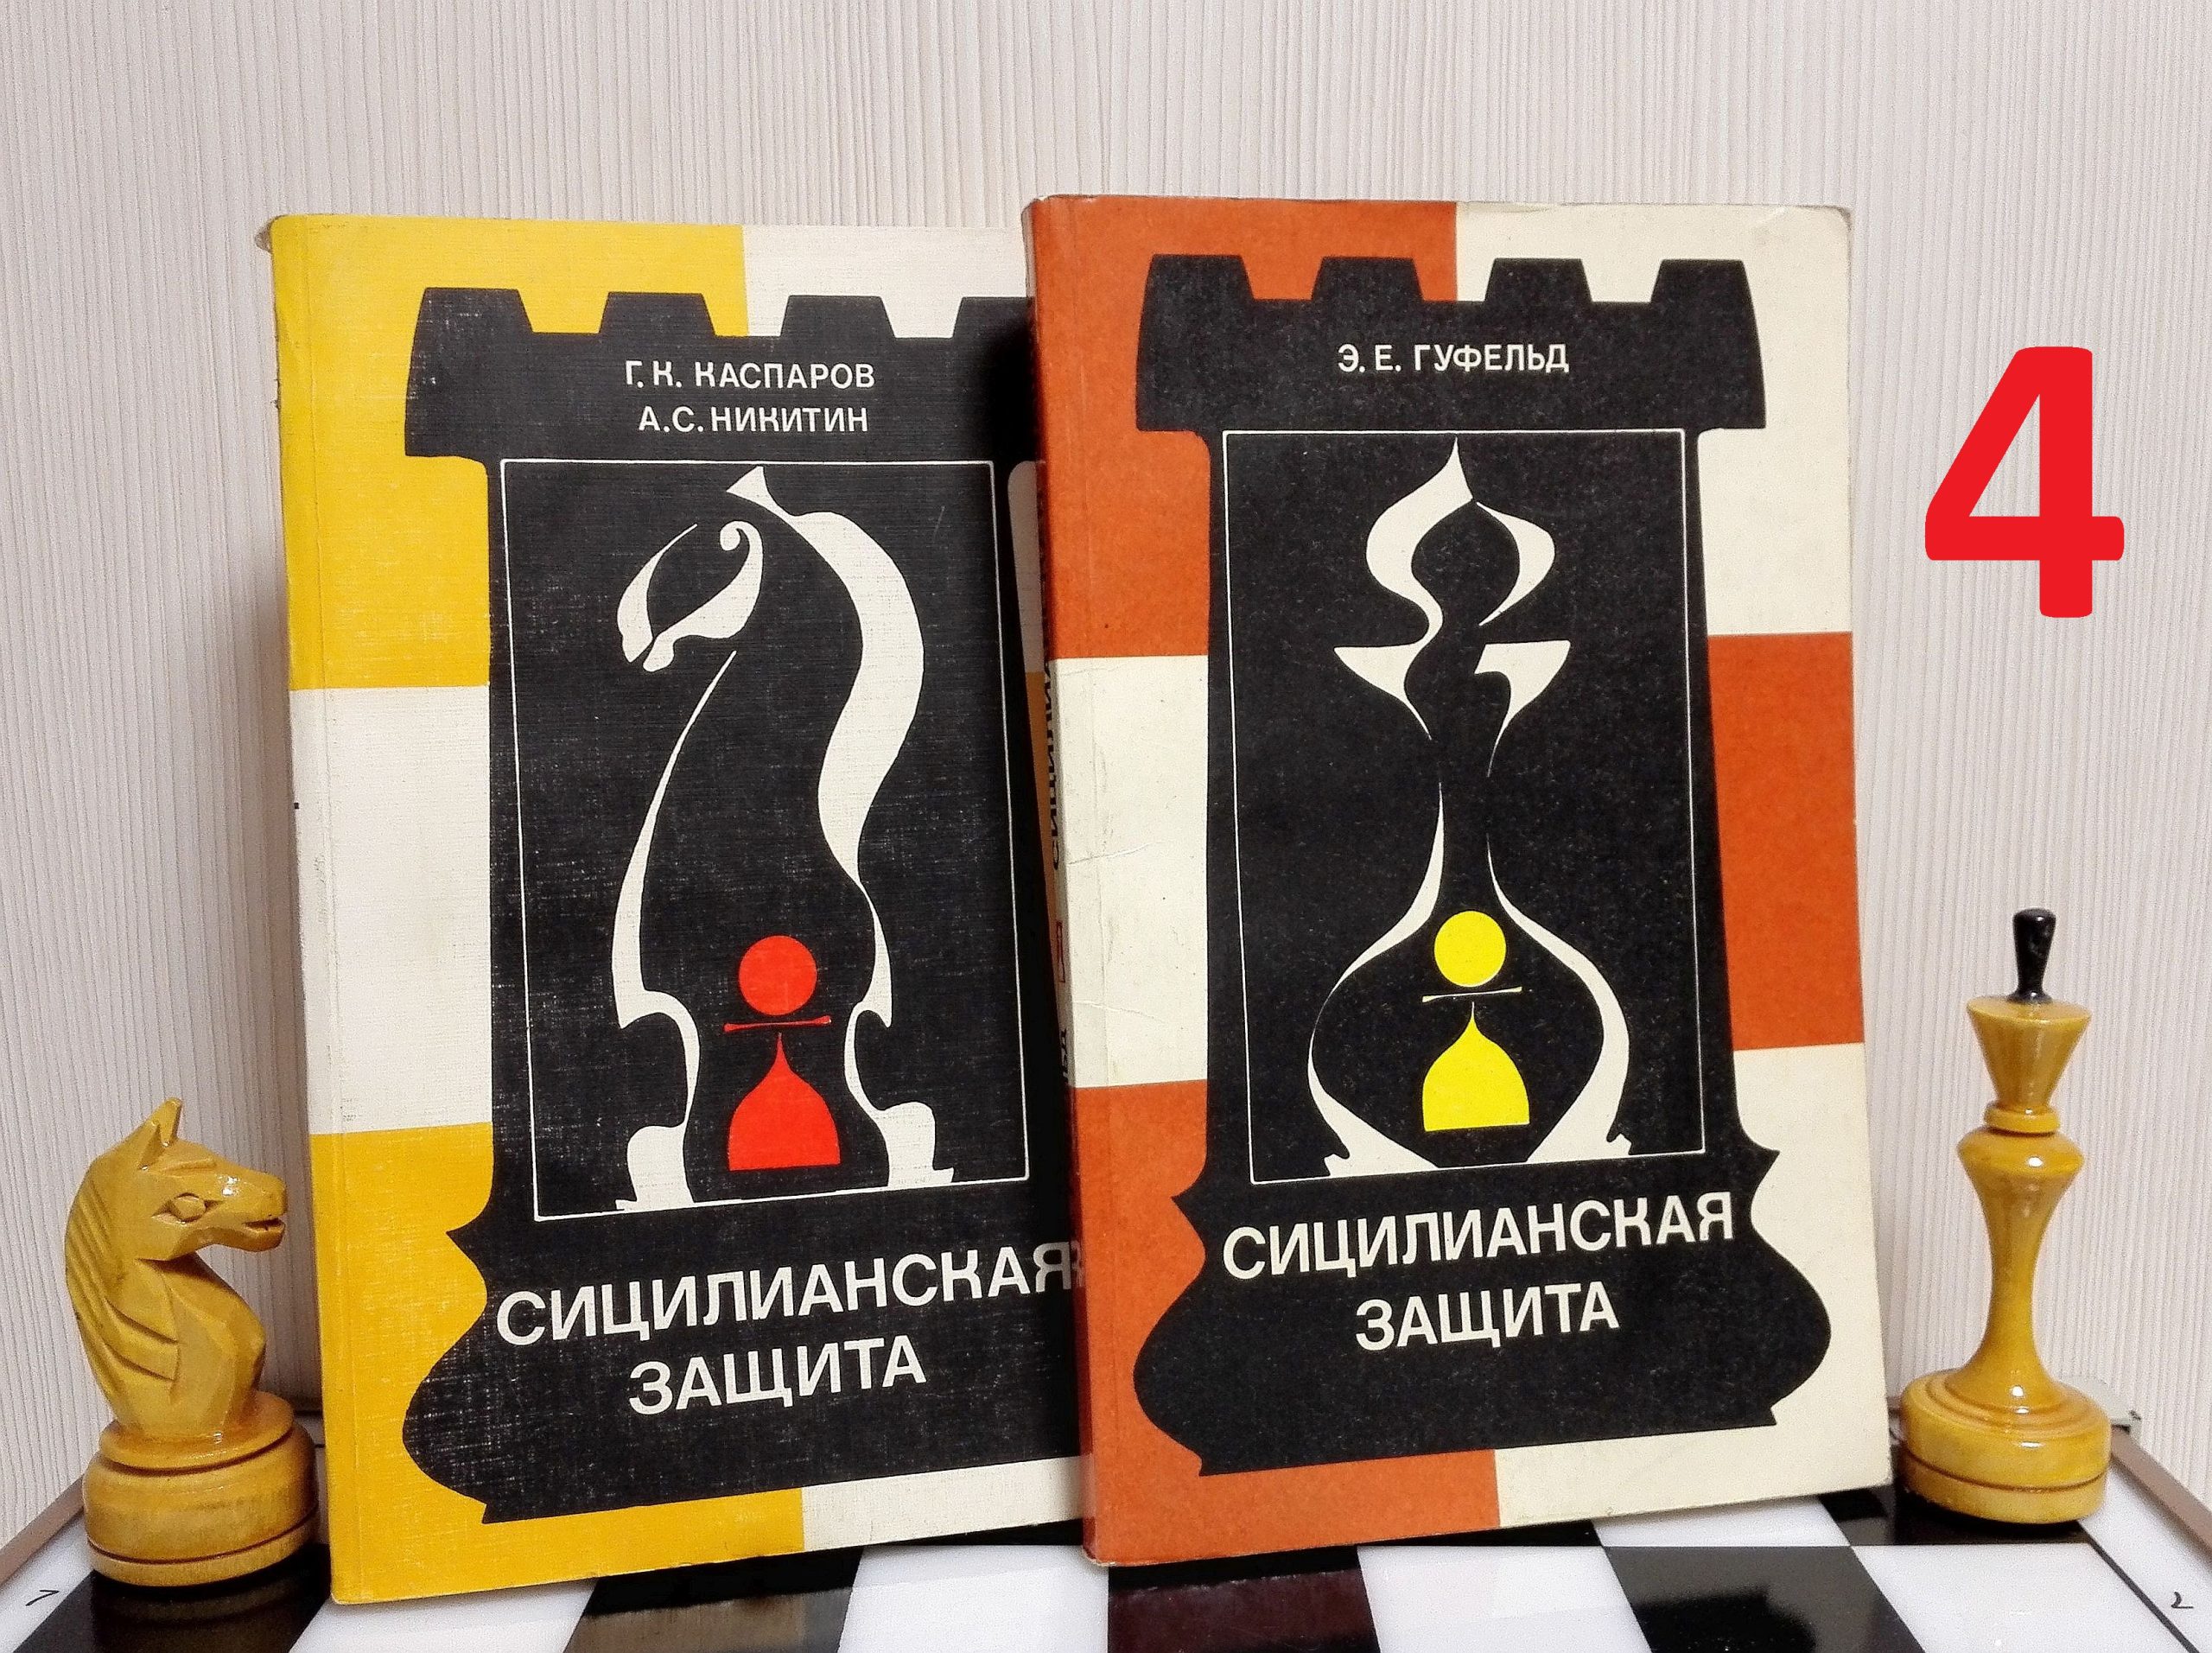 Г. К. КАСПАРОВ
А.С. НИКИТИН
СИЦИЛИАНСКАЯ
ЗАЩИТА
Э. Е. ГУФЕЛЬД
СИЦИЛИАНСКАЯ
ЗАЩИТА
4